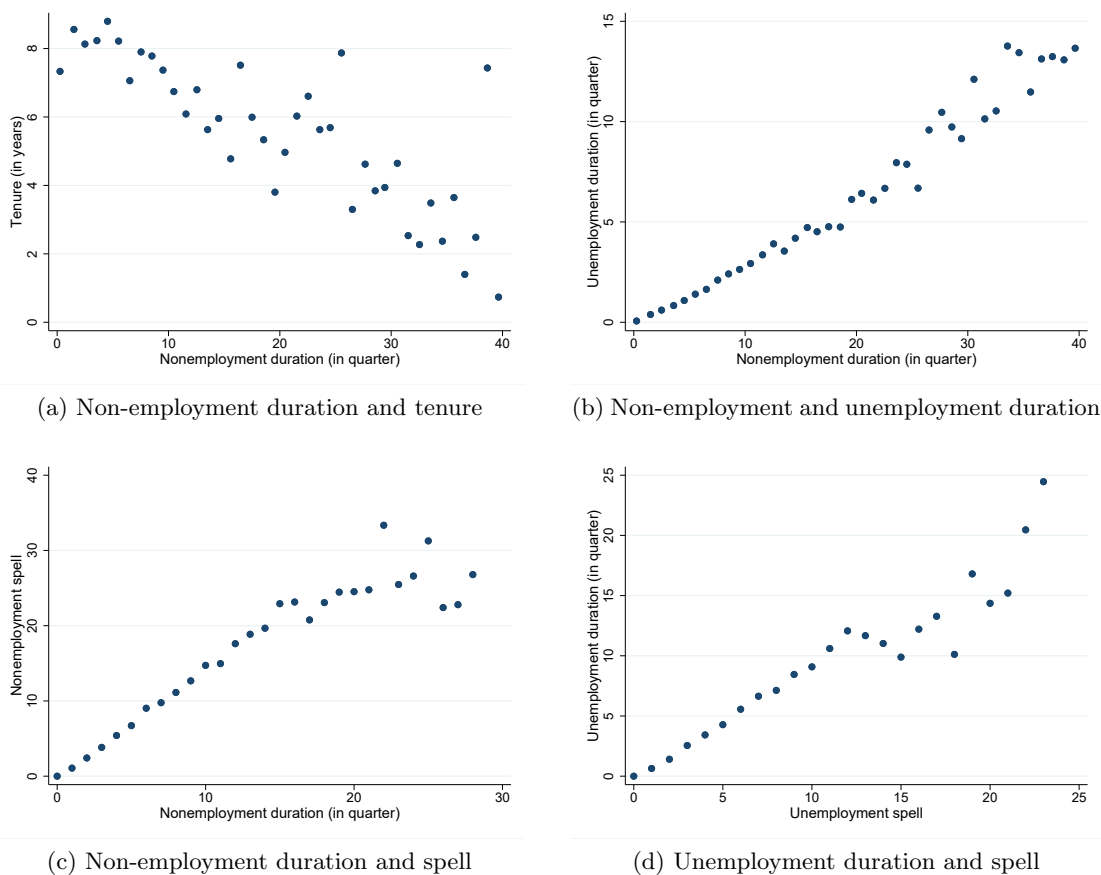 Tenure (in years)
0 2 4 6 8
0 10 20 30 40
Nonemployment duration (in quarter)
(a) Non-employment duration and tenure
Unemployment duration (in quarter)
0 5 10 15
0 10 20 30 40
Nonemployment duration (in quarter)
(b) Non-employment and unemployment duration
Nonemployment spell
0 10 20 30 40
0 10 20 30
Nonemployment duration (in quarter)
(c) Non-employment duration and spell
Unemployment duration (in quarter)
0 5 10 15 20 25
0 5 10 15 20 25
Unemployment spell
(d) Unemployment duration and spell